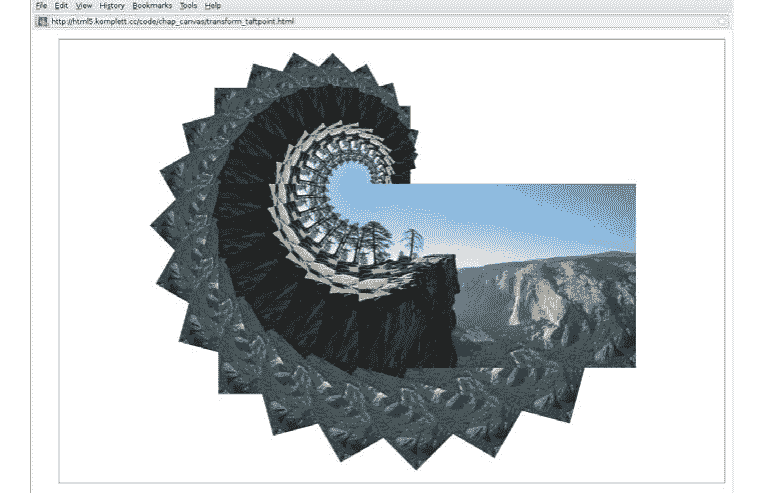 File Edit View History Bookmarks Tools Help
http://html5.komplett.cc/code/chap_canvas/transform_taftpoint.html